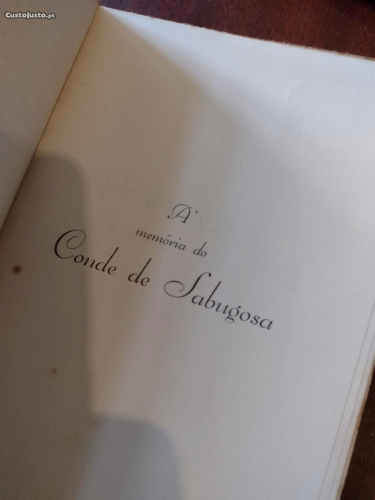 CustoJusto.pt
A'
memória do
Conde de Sabugosa